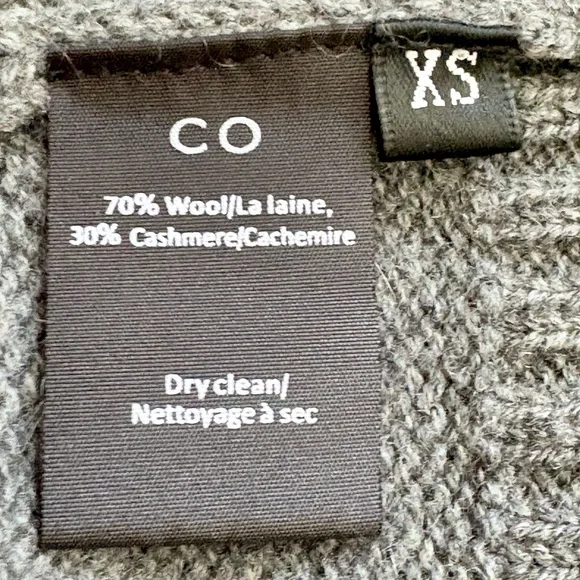 XS
CO
70% Wool/La laine,
30% Cashmere/Cachemire
Dry clean/
Nettoyage à sec